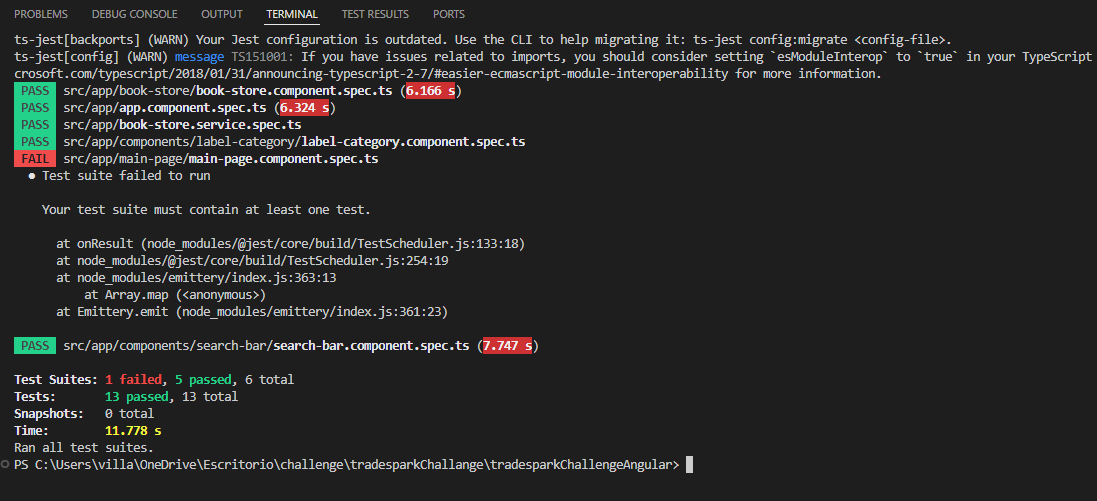 PROBLEMS DEBUG CONSOLE OUTPUT TERMINAL TEST RESULTS PORTS
ts-jest[backports] (WARN) Your Jest configuration is outdated. Use the CLI to help migrating it: ts-jest config:migrate <config-file>.
ts-jest[config] (WARN) message TS151001: If you have issues related to imports, you should consider setting `esModuleInterop` to `true` in your TypeScript
crosoft.com/typescript/2018/01/31/announcing-typescript-2-7/#easier-ecmascript-module-interoperability for more information.
PASS src/app/book-store/book-store.component.spec.ts (6.166 s)
PASS src/app/app.component.spec.ts (6.324 s)
PASS src/app/book-store.service.spec.ts
PASS src/app/components/label-category/label-category.component.spec.ts
FAIL src/app/main-page/main-page.component.spec.ts
● Test suite failed to run
Your test suite must contain at least one test.
at onResult (node_modules/@jest/core/build/TestScheduler.js:133:18)
at node_modules/@jest/core/build/TestScheduler.js:254:19
at node_modules/emittery/index.js:363:13
at Array.map (<anonymous>)
at Emittery.emit (node_modules/emittery/index.js:361:23)
PASS src/app/components/search-bar/search-bar.component.spec.ts (7.747 s)
Test Suites: 1 failed, 5 passed, 6 total
Tests: 13 passed, 13 total
Snapshots: 0 total
Time: 11.778 s
Ran all test suites.
PS C:\Users\villa\OneDrive\Escritorio\challenge\tradesparkChallange\tradesparkChallengeAngular>